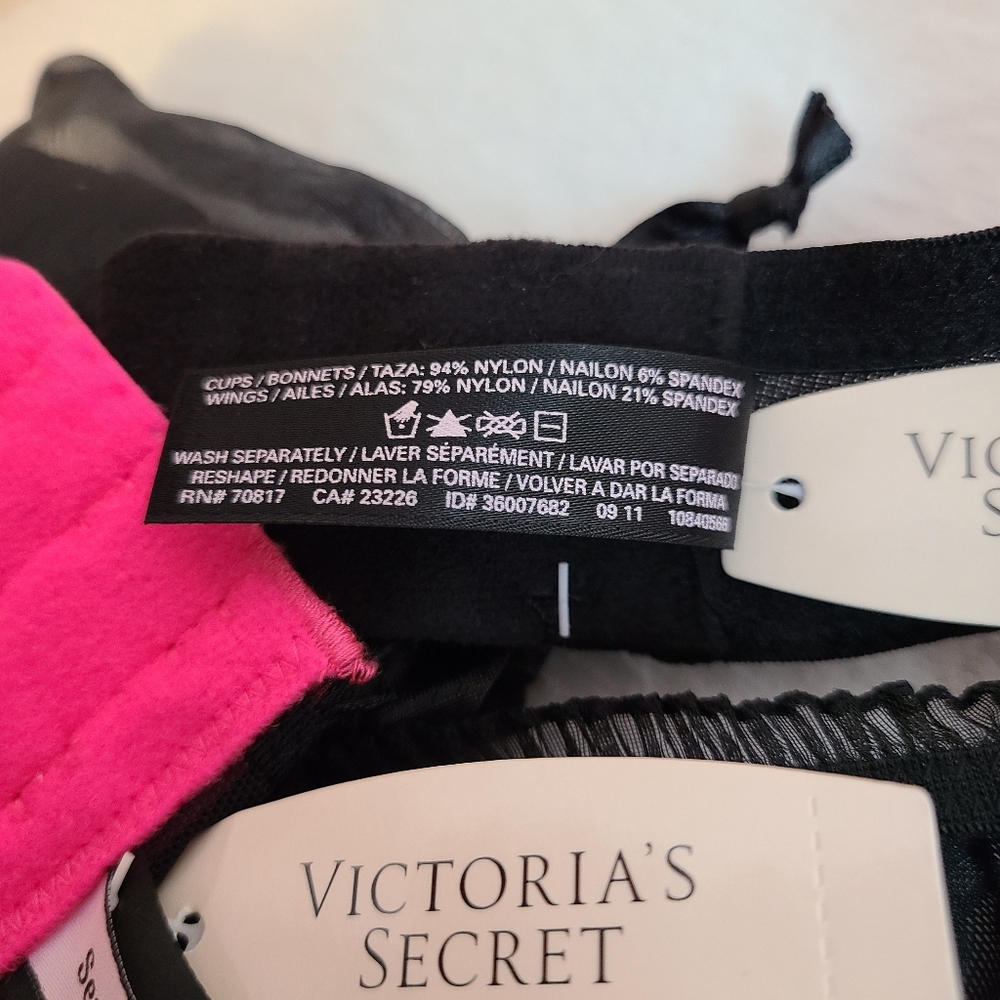 CUPS / BONNETS / TAZA: 94% NYLON / NAILON 6% SPANDEX
WINGS / AILES / ALAS: 79% NYLON / NAILON 21% SPANDEX
WASH SEPARATELY / LAVER SÉPARÉMENT / LAVAR POR SEPARADO
RESHAPE / REDONNER LA FORME / VOLVER A DAR LA FORMA
RN# 70817 CA# 23226 ID# 36007682 09 11
VIC
S
VICTORIA'S
SECRET